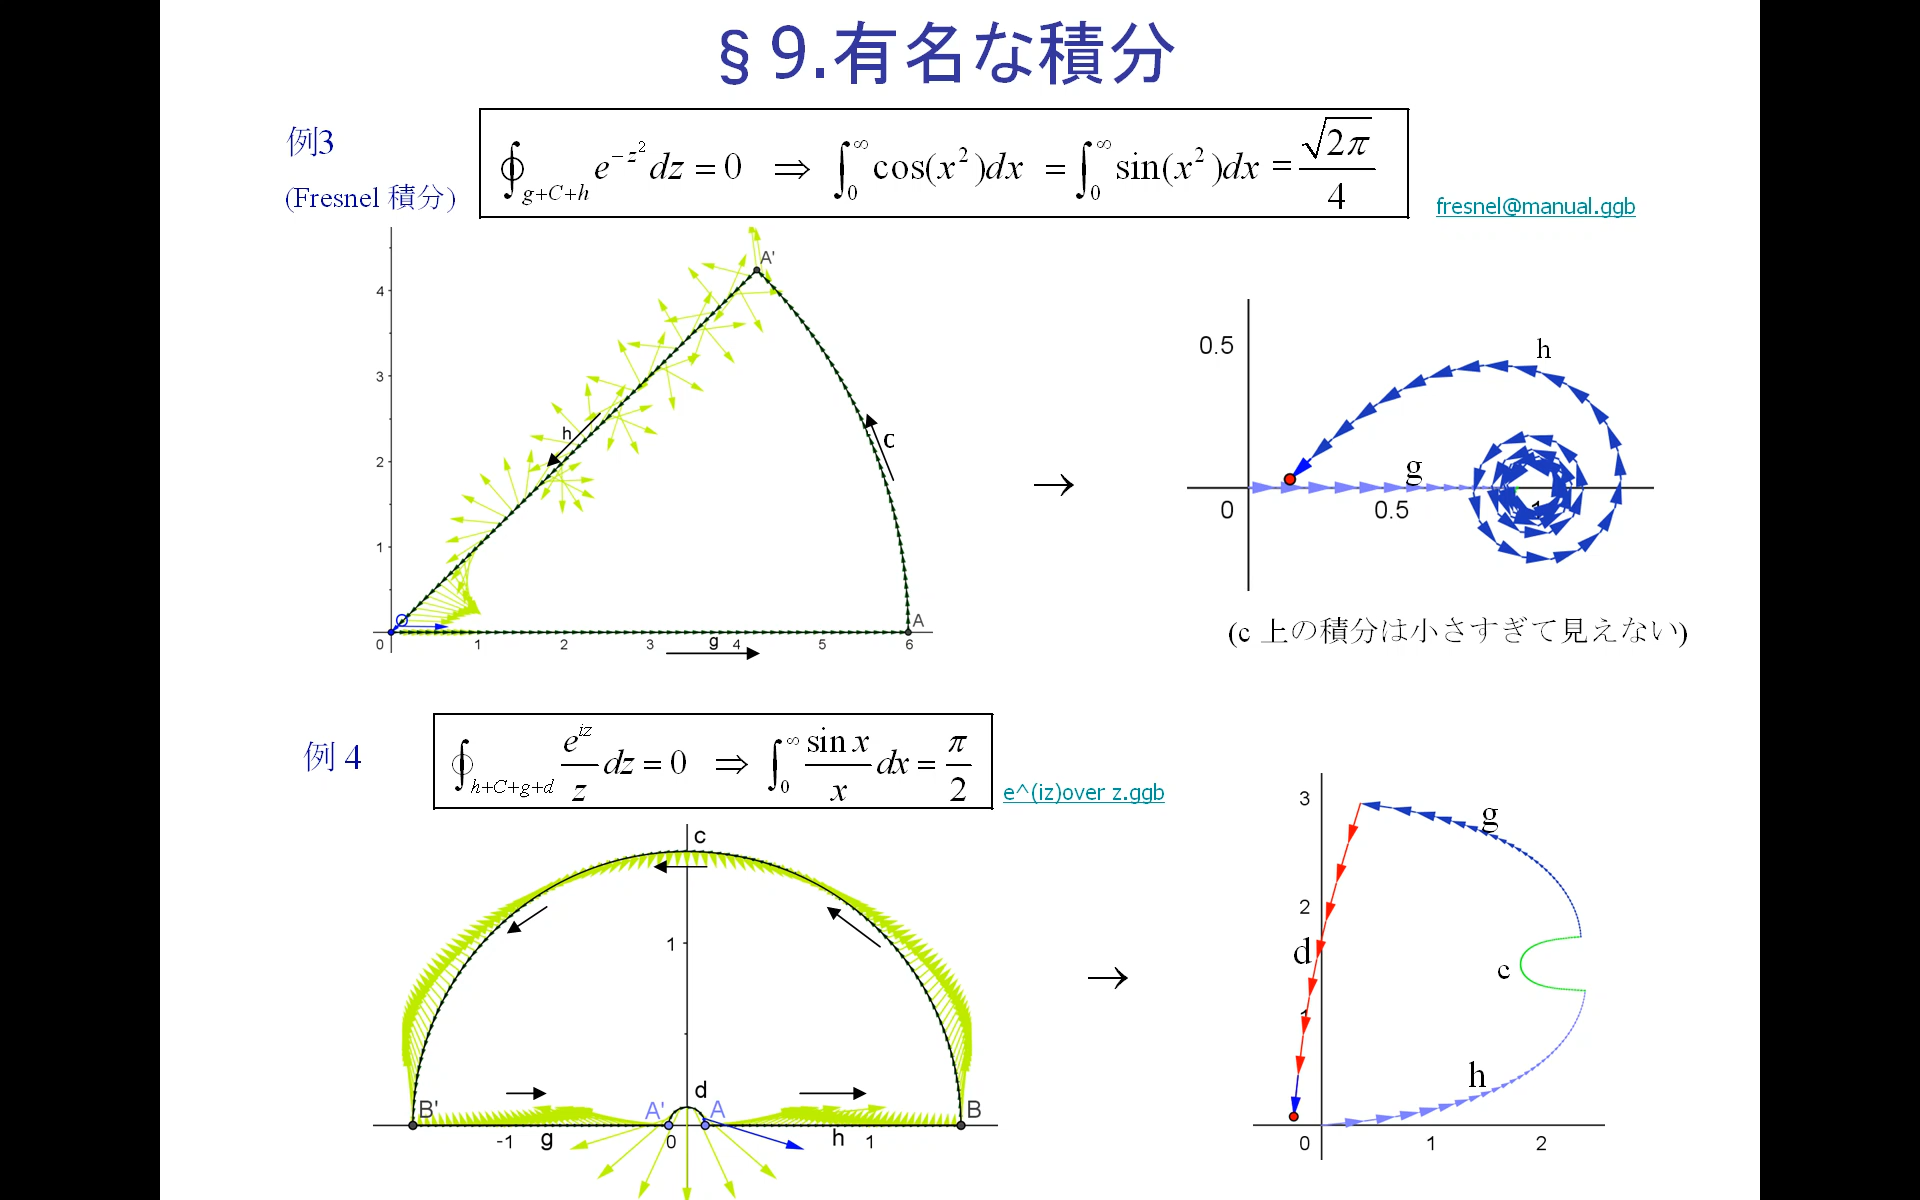 §9.有名な積分
例3
(Fresnel 積分)
∮_{g+C+h} e^{-z^2} dz = 0 ⇒ ∫_0^∞ cos(x^2)dx = ∫_0^∞ sin(x^2)dx = √(2π)/4
fresnel@manual.ggb
A'
4
3
2
1
h
c
O
A
0 1 2 3 g 4 5 6
→
0.5
h
g
0 0.5 1
(c 上の積分は小さすぎて見えない)
例 4
∮_{h+C+g+d} e^{iz}/z dz = 0 ⇒ ∫_0^∞ sin x/x dx = π/2
e^(iz)over z.ggb
c
1
d
B' A' A B
-1 g 0 h 1
→
3
g
2
d
c
1
h
0 1 2